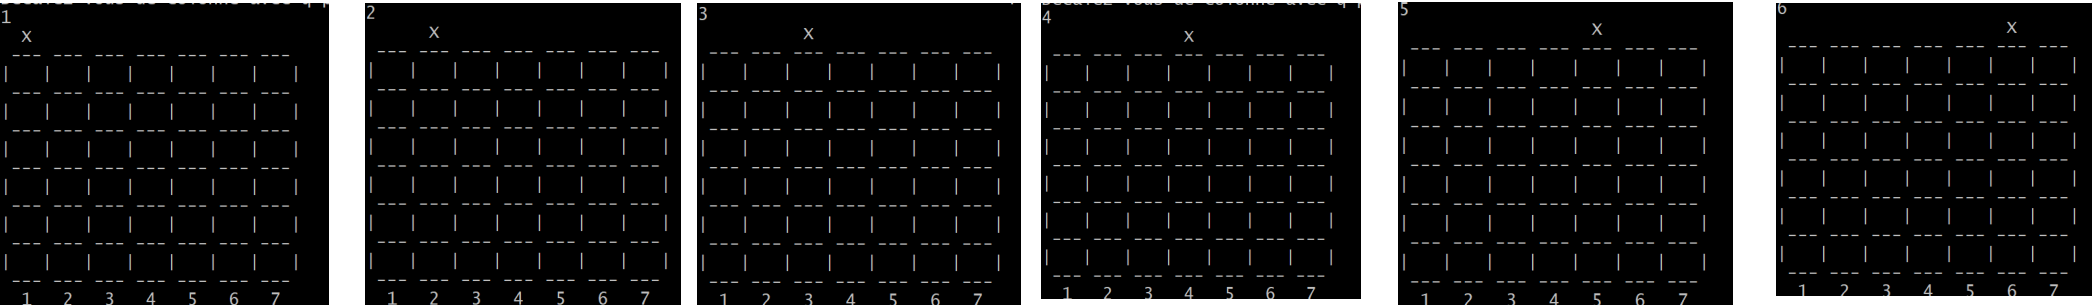 1
X
--- --- --- --- --- --- ---
| | | | | | | |
--- --- --- --- --- --- ---
| | | | | | | |
--- --- --- --- --- --- ---
| | | | | | | |
--- --- --- --- --- --- ---
| | | | | | | |
--- --- --- --- --- --- ---
| | | | | | | |
--- --- --- --- --- --- ---
| | | | | | | |
--- --- --- --- --- --- ---
1 2 3 4 5 6 7
2
X
--- --- --- --- --- --- ---
| | | | | | | |
--- --- --- --- --- --- ---
| | | | | | | |
--- --- --- --- --- --- ---
| | | | | | | |
--- --- --- --- --- --- ---
| | | | | | | |
--- --- --- --- --- --- ---
| | | | | | | |
--- --- --- --- --- --- ---
| | | | | | | |
--- --- --- --- --- --- ---
1 2 3 4 5 6 7
3
X
--- --- --- --- --- --- ---
| | | | | | | |
--- --- --- --- --- --- ---
| | | | | | | |
--- --- --- --- --- --- ---
| | | | | | | |
--- --- --- --- --- --- ---
| | | | | | | |
--- --- --- --- --- --- ---
| | | | | | | |
--- --- --- --- --- --- ---
| | | | | | | |
--- --- --- --- --- --- ---
1 2 3 4 5 6 7
4
X
--- --- --- --- --- --- ---
| | | | | | | |
--- --- --- --- --- --- ---
| | | | | | | |
--- --- --- --- --- --- ---
| | | | | | | |
--- --- --- --- --- --- ---
| | | | | | | |
--- --- --- --- --- --- ---
| | | | | | | |
--- --- --- --- --- --- ---
| | | | | | | |
--- --- --- --- --- --- ---
1 2 3 4 5 6 7
5
X
--- --- --- --- --- --- ---
| | | | | | | |
--- --- --- --- --- --- ---
| | | | | | | |
--- --- --- --- --- --- ---
| | | | | | | |
--- --- --- --- --- --- ---
| | | | | | | |
--- --- --- --- --- --- ---
| | | | | | | |
--- --- --- --- --- --- ---
| | | | | | | |
--- --- --- --- --- --- ---
1 2 3 4 5 6 7
6
X
--- --- --- --- --- --- ---
| | | | | | | |
--- --- --- --- --- --- ---
| | | | | | | |
--- --- --- --- --- --- ---
| | | | | | | |
--- --- --- --- --- --- ---
| | | | | | | |
--- --- --- --- --- --- ---
| | | | | | | |
--- --- --- --- --- --- ---
| | | | | | | |
--- --- --- --- --- --- ---
1 2 3 4 5 6 7